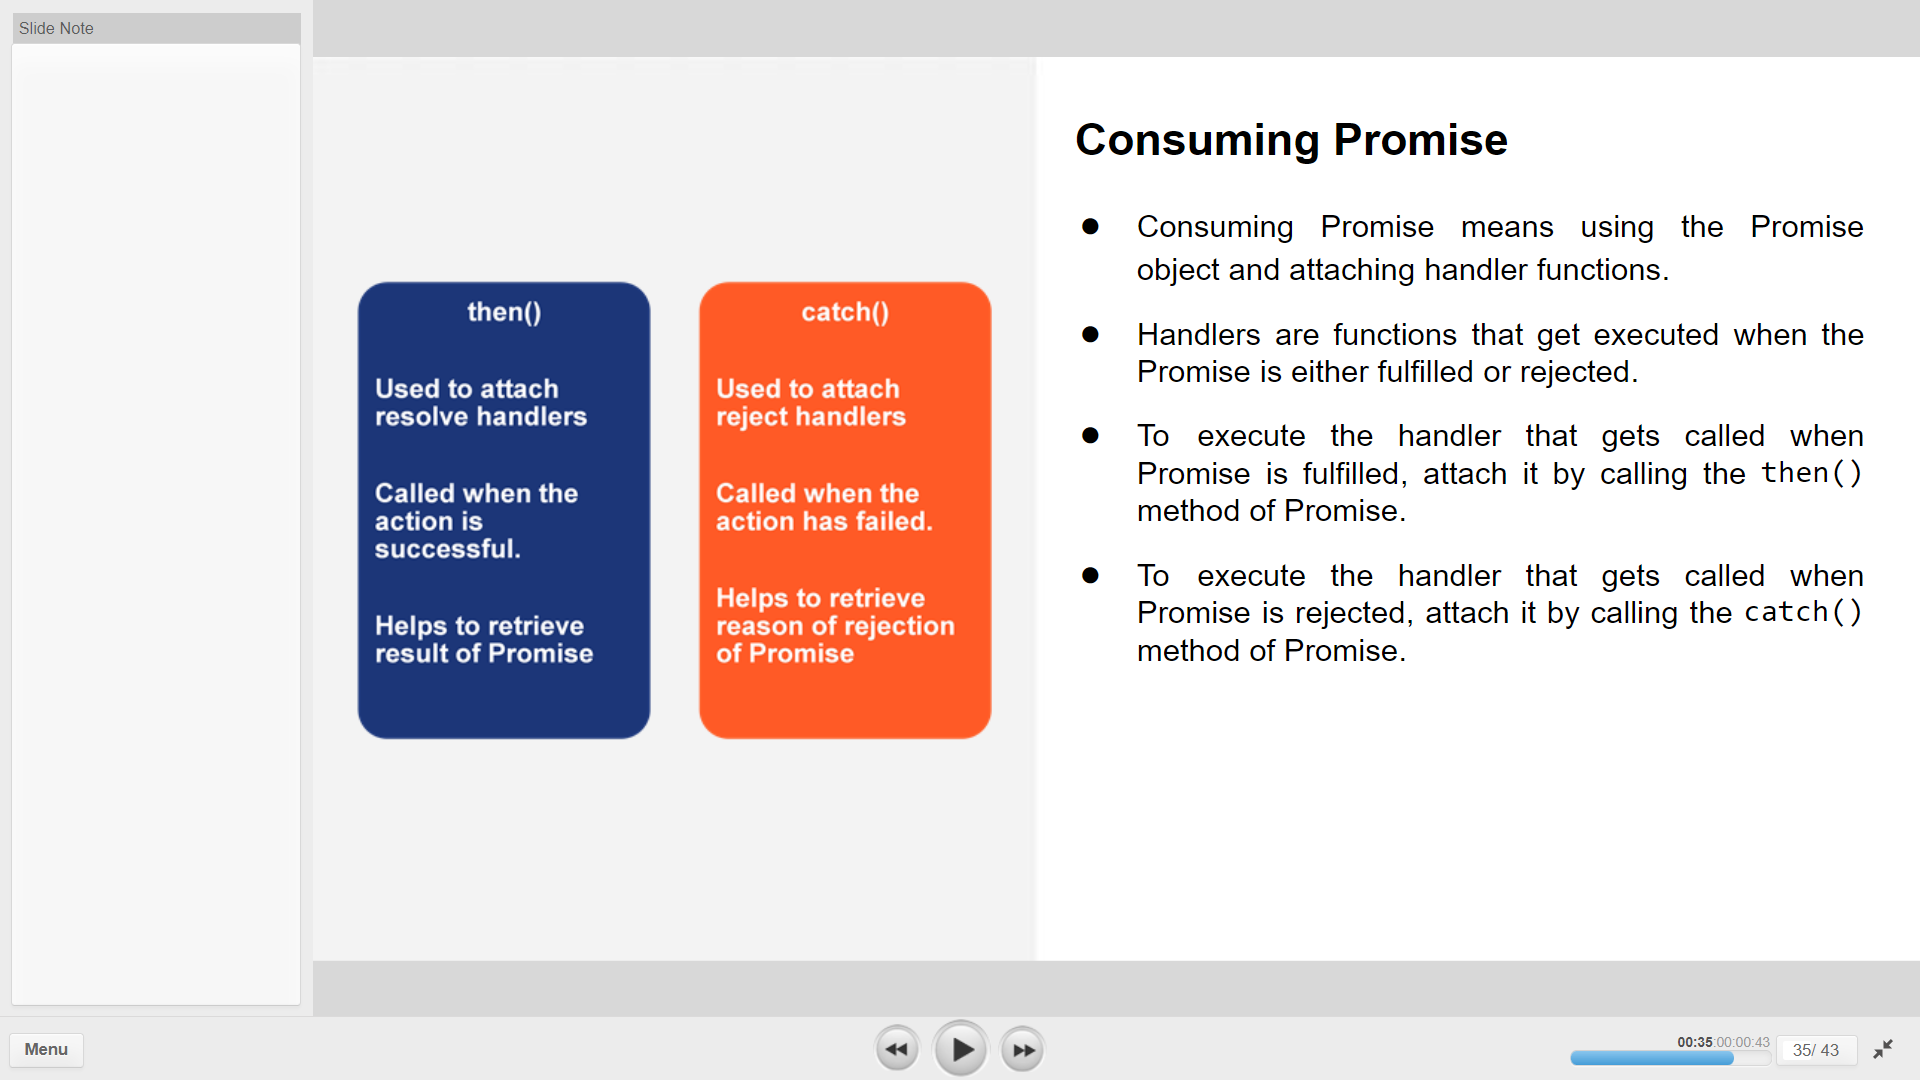 Slide Note
then()
Used to attach
resolve handlers
Called when the
action is
successful.
Helps to retrieve
result of Promise
catch()
Used to attach
reject handlers
Called when the
action has failed.
Helps to retrieve
reason of rejection
of Promise
Consuming Promise
● Consuming Promise means using the Promise
object and attaching handler functions.
● Handlers are functions that get executed when the
Promise is either fulfilled or rejected.
● To execute the handler that gets called when
Promise is fulfilled, attach it by calling the then()
method of Promise.
● To execute the handler that gets called when
Promise is rejected, attach it by calling the catch()
method of Promise.
Menu
00:35:00:00:43
35/ 43